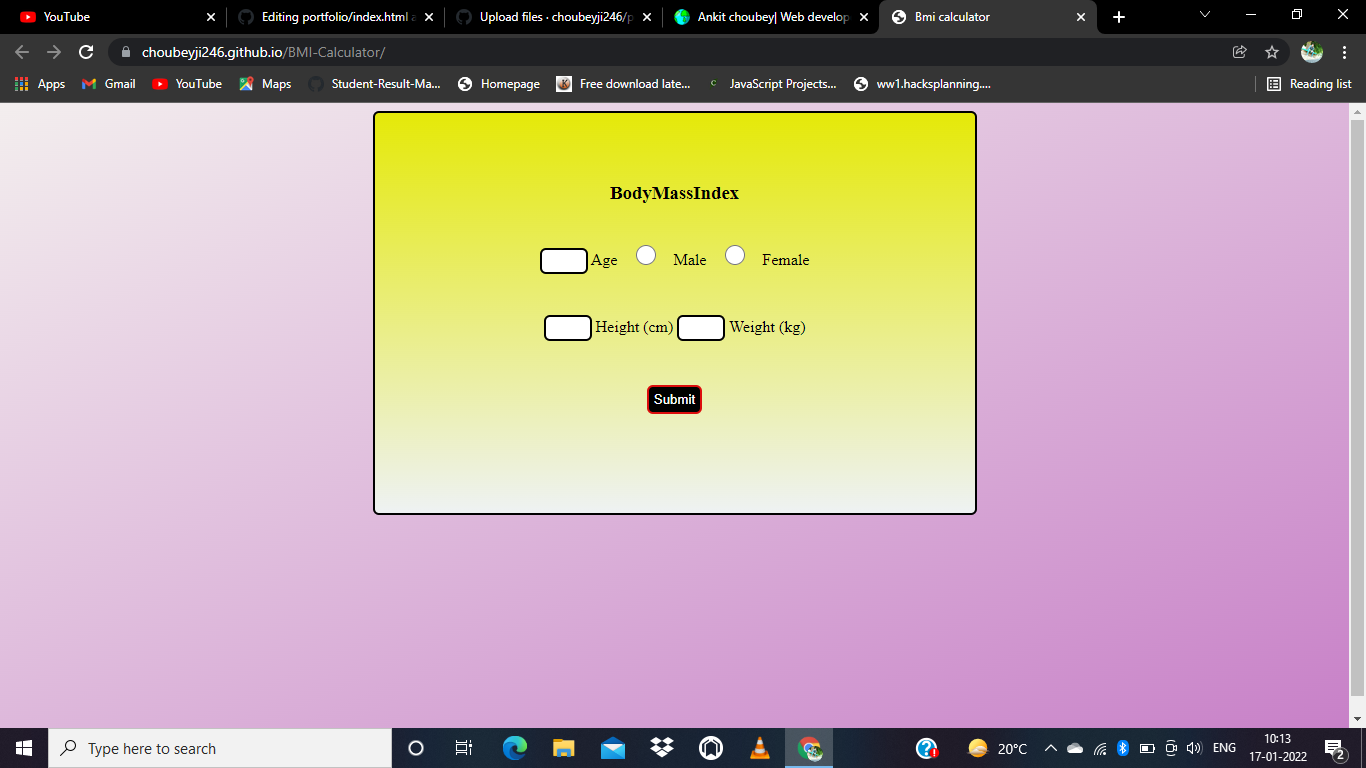 YouTube
Editing portfolio/index.html a
Upload files · choubeyji246/p
Ankit choubey| Web develop
Bmi calculator
choubeyji246.github.io/BMI-Calculator/
Apps Gmail YouTube Maps Student-Result-Ma... Homepage Free download late... JavaScript Projects... ww1.hacksplanning.... Reading list
BodyMassIndex
Age Male Female
Height (cm) Weight (kg)
Submit
Type here to search
20°C
ENG
10:13
17-01-2022
2